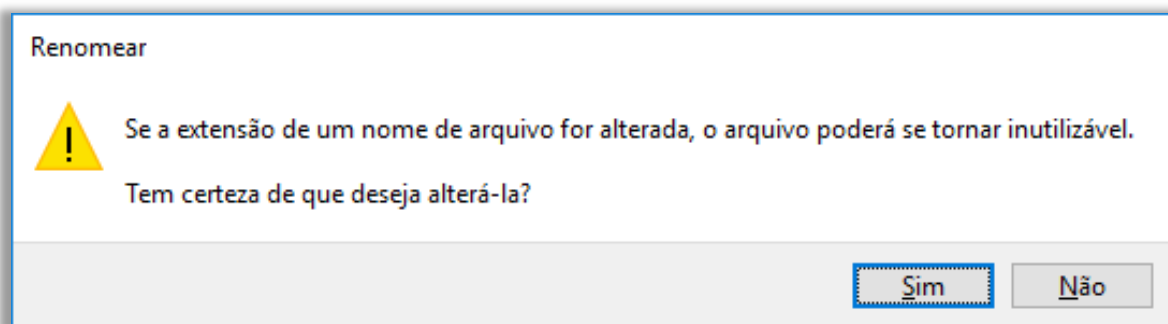 Renomear
Se a extensão de um nome de arquivo for alterada, o arquivo poderá se tornar inutilizável.
Tem certeza de que deseja alterá-la?
Sim Não